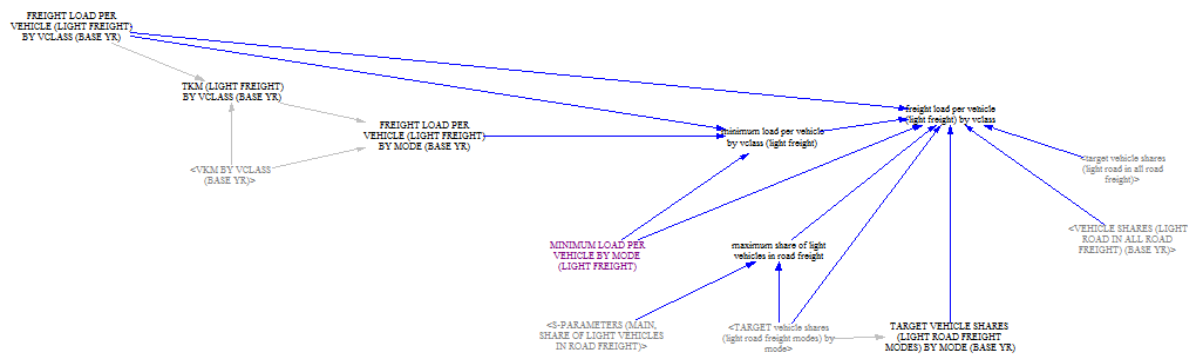 FREIGHT LOAD PER
VEHICLE (LIGHT FREIGHT)
BY VCLASS (BASE YR)
TKM (LIGHT FREIGHT)
BY VCLASS (BASE YR)
FREIGHT LOAD PER
VEHICLE (LIGHT FREIGHT)
BY MODE (BASE YR)
<VKM BY VCLASS
(BASE YR)>
minimum load per vehicle
by vclass (light freight)
freight load per vehicle
(light freight) by vclass
<target vehicle shares
(light road in all road
freight)>
<VEHICLE SHARES (LIGHT
ROAD IN ALL ROAD
FREIGHT) (BASE YR)>
MINIMUM LOAD PER
VEHICLE BY MODE
(LIGHT FREIGHT)
maximum share of light
vehicles in road freight
<S-PARAMETERS (MAIN,
SHARE OF LIGHT VEHICLES
IN ROAD FREIGHT)>
<TARGET vehicle shares
(light road freight modes) by
mode>
TARGET VEHICLE SHARES
(LIGHT ROAD FREIGHT
MODES) BY MODE (BASE YR)